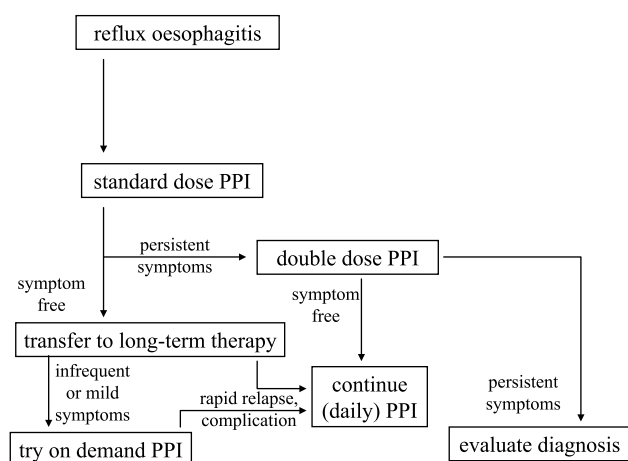 reflux oesophagitis
standard dose PPI
persistent
symptoms
double dose PPI
symptom
free
symptom
free
transfer to long-term therapy
infrequent
or mild
symptoms
rapid relapse,
complication
continue
(daily) PPI
persistent
symptoms
try on demand PPI
evaluate diagnosis